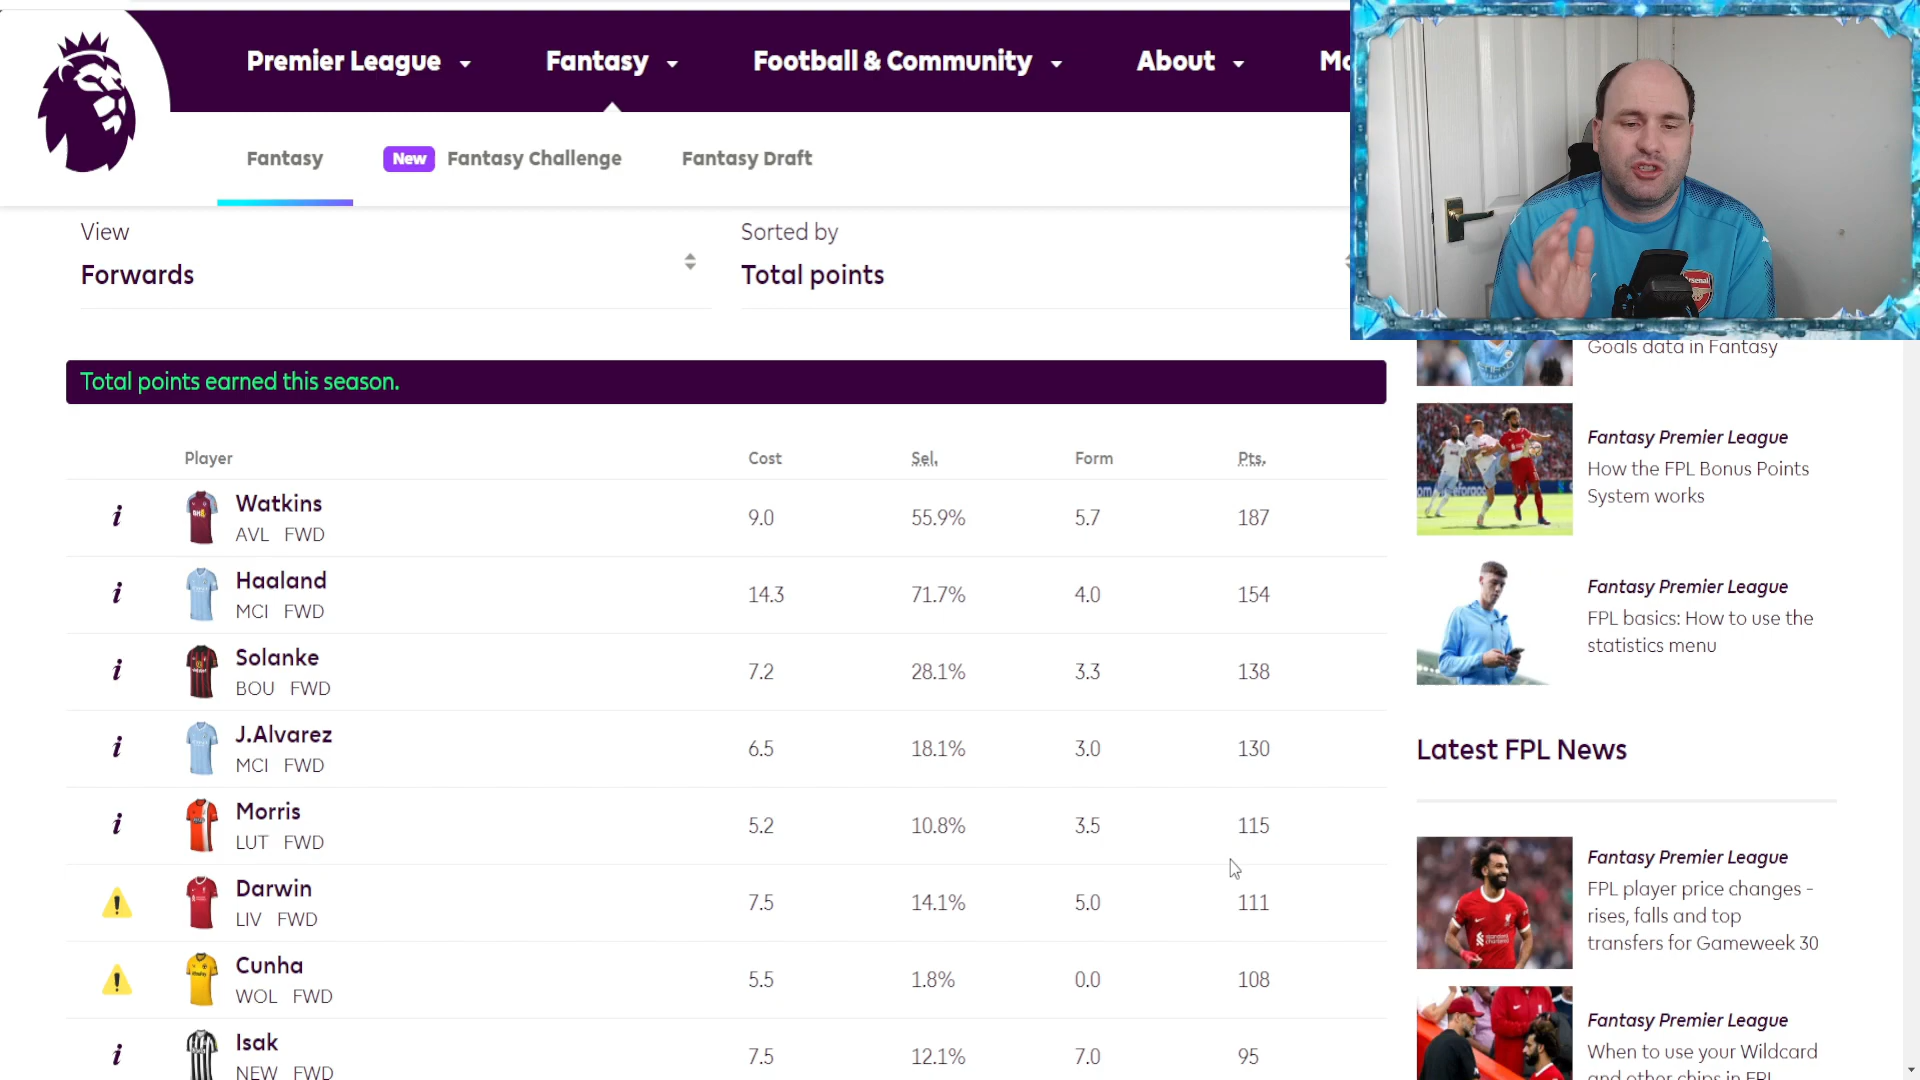 Premier League
Fantasy
Football & Community
About
Fantasy
New
Fantasy Challenge
Fantasy Draft
View
Forwards
Sorted by
Total points
Total points earned this season.
Player Cost Sel. Form Pts.
Watkins
AVL FWD
9.0 55.9% 5.7 187
Haaland
MCI FWD
14.3 71.7% 4.0 154
Solanke
BOU FWD
7.2 28.1% 3.3 138
J.Alvarez
MCI FWD
6.5 18.1% 3.0 130
Morris
LUT FWD
5.2 10.8% 3.5 115
Darwin
LIV FWD
7.5 14.1% 5.0 111
Cunha
WOL FWD
5.5 1.8% 0.0 108
Isak
NEW FWD
7.5 12.1% 7.0 95
Goals data in Fantasy
Fantasy Premier League
How the FPL Bonus Points
System works
Fantasy Premier League
FPL basics: How to use the
statistics menu
Latest FPL News
Fantasy Premier League
FPL player price changes -
rises, falls and top
transfers for Gameweek 30
Fantasy Premier League
When to use your Wildcard
and other chips in FPL
Arsenal